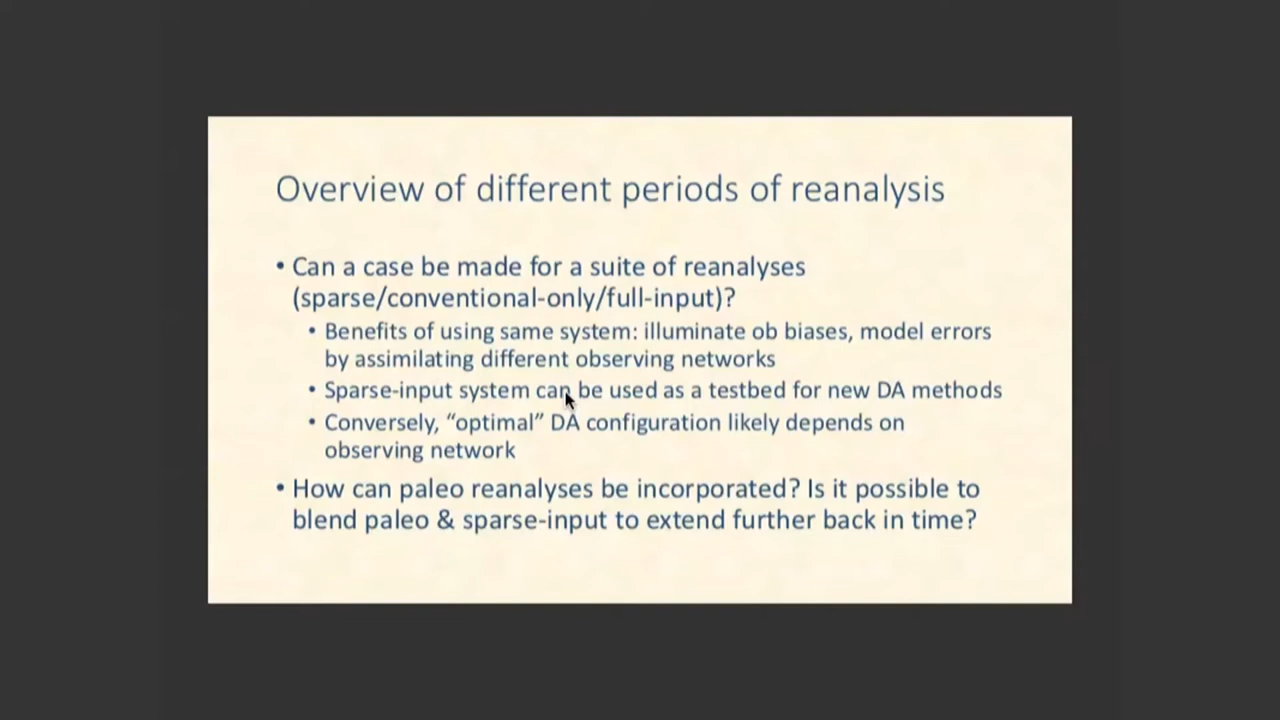 Overview of different periods of reanalysis
• Can a case be made for a suite of reanalyses
(sparse/conventional-only/full-input)?
• Benefits of using same system: illuminate ob biases, model errors
by assimilating different observing networks
• Sparse-input system can be used as a testbed for new DA methods
• Conversely, “optimal” DA configuration likely depends on
observing network
• How can paleo reanalyses be incorporated? Is it possible to
blend paleo & sparse-input to extend further back in time?